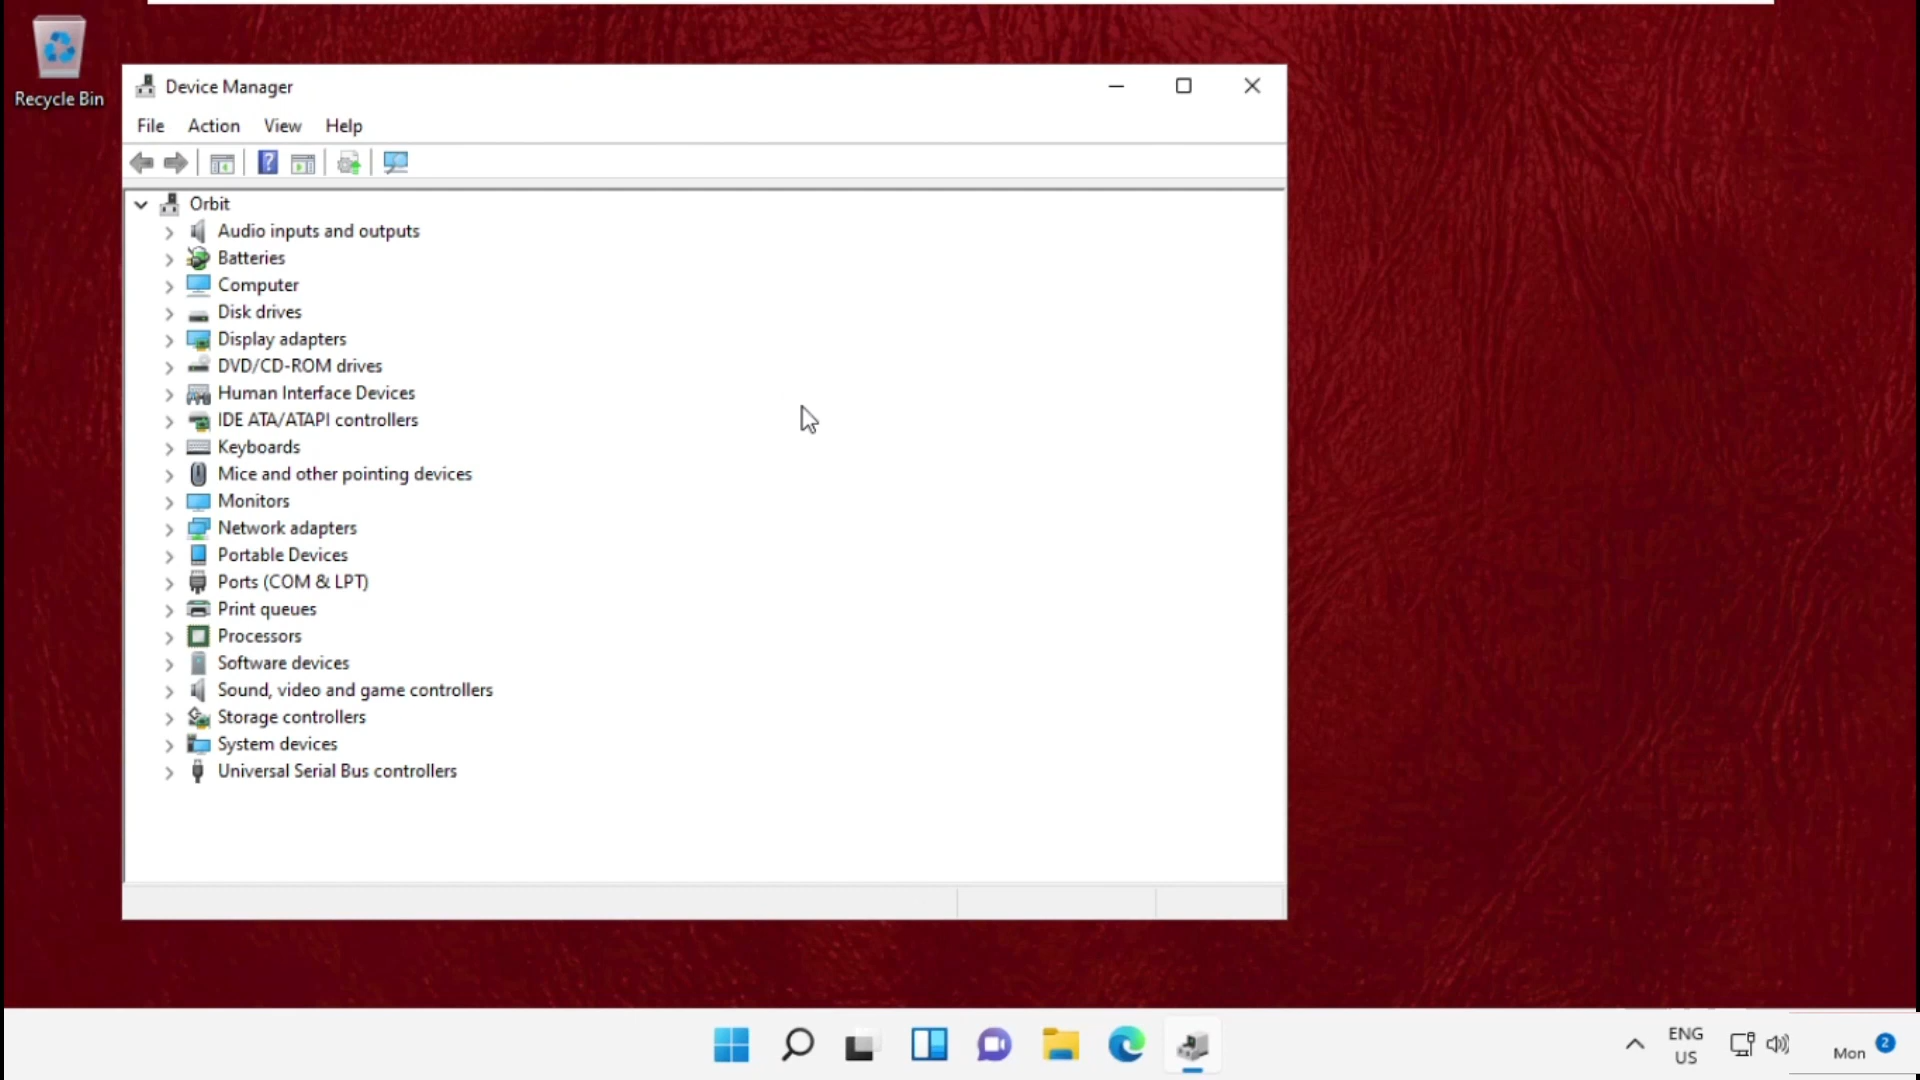 Recycle Bin
Device Manager
File Action View Help
Orbit
Audio inputs and outputs
Batteries
Computer
Disk drives
Display adapters
DVD/CD-ROM drives
Human Interface Devices
IDE ATA/ATAPI controllers
Keyboards
Mice and other pointing devices
Monitors
Network adapters
Portable Devices
Ports (COM & LPT)
Print queues
Processors
Software devices
Sound, video and game controllers
Storage controllers
System devices
Universal Serial Bus controllers
ENG
US
Mon 2